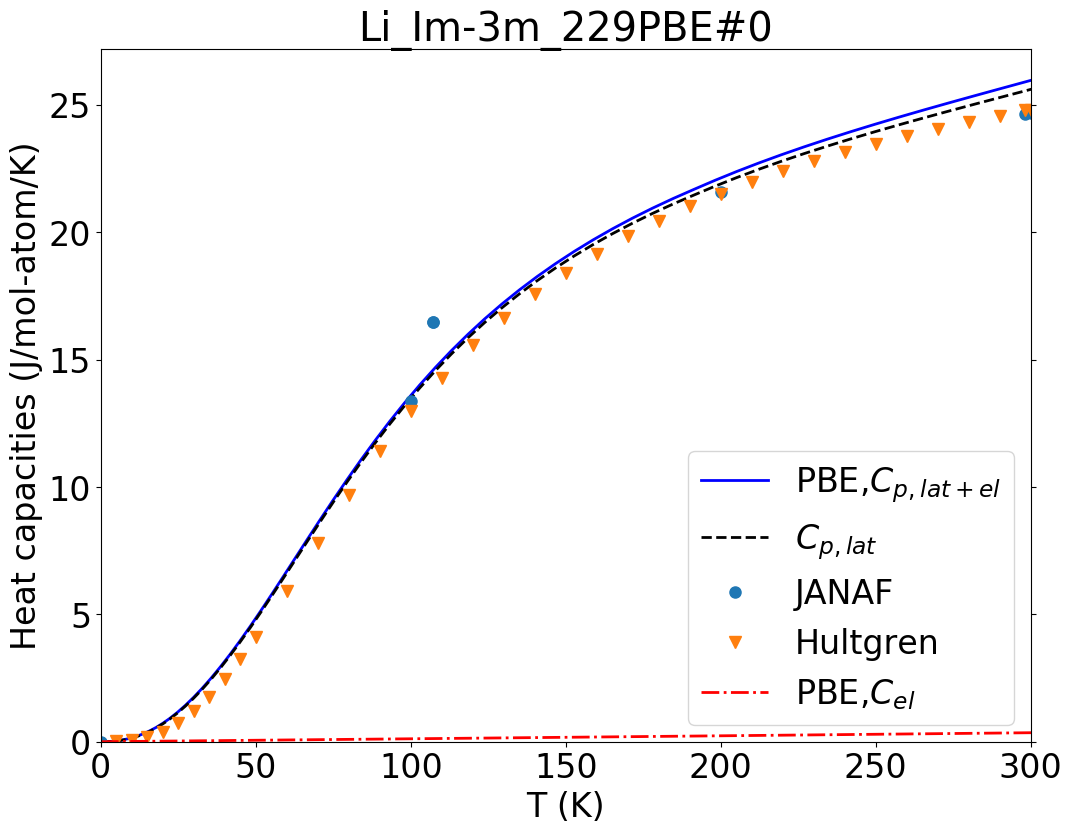 Li_Im-3m_229PBE#0
Heat capacities (J/mol-atom/K)
25
20
15
10
5
0
0 50 100 150 200 250 300
T (K)
PBE,C_{p, lat+el}
C_{p, lat}
JANAF
Hultgren
PBE,C_{el}